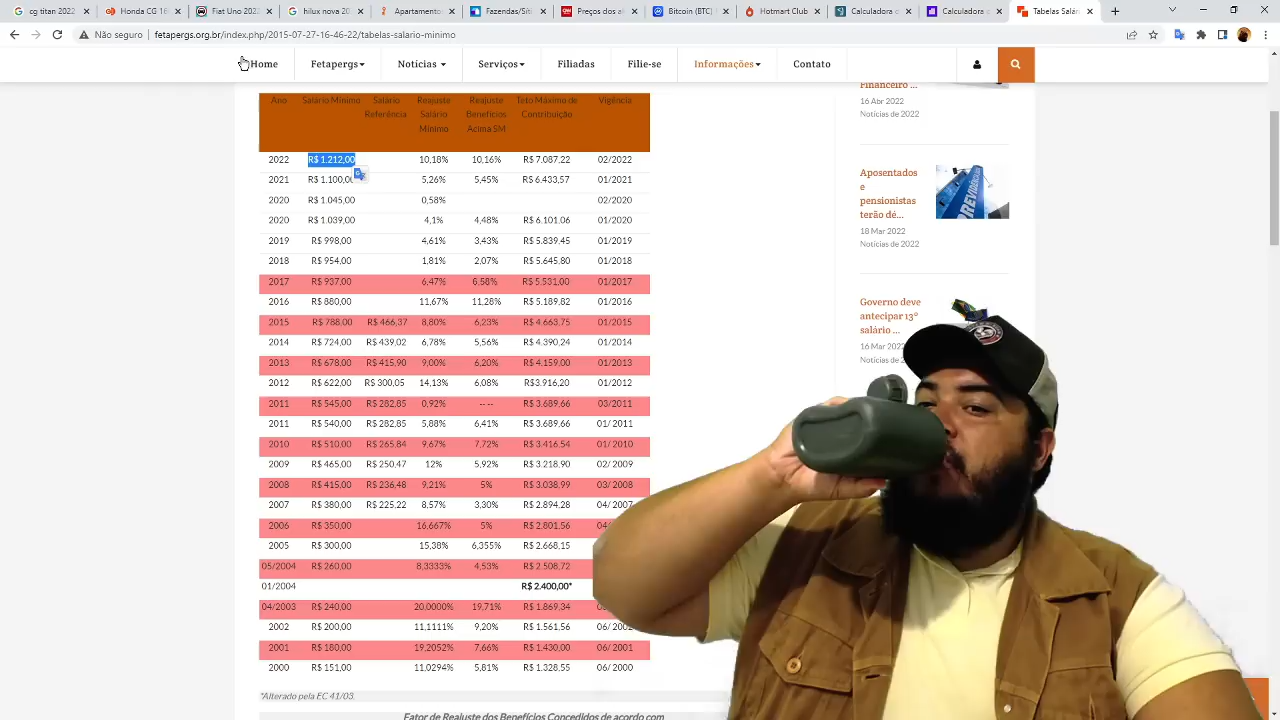 cg titan 2022 -
Honda CG 16
Fiat Uno 2022
Fetapergs - Fed
Preços dos au
Bitcoin (BTC) -
Hotmart Club -
Calculadora d
Calculadora Sal
Não seguro | fetapergs.org.br/index.php/2015-07-27-16-46-22/tabelas-salario-minimo
Home Fetapergs Notícias Serviços Filiadas Filie-se Informações Contato
Ano Salário Mínimo Salário Referência Reajuste Salário Mínimo Reajuste Benefícios Acima SM Teto Máximo de Contribuição Vigência
2022 R$ 1.212,00 10,18% 10,16% R$ 7.087,22 02/2022
2021 R$ 1.100,00 5,26% 5,45% R$ 6.433,57 01/2021
2020 R$ 1.045,00 0,58% 02/2020
2020 R$ 1.039,00 4,1% 4,48% R$ 6.101,06 01/2020
2019 R$ 998,00 4,61% 3,43% R$ 5.839,45 01/2019
2018 R$ 954,00 1,81% 2,07% R$ 5.645,80 01/2018
2017 R$ 937,00 6,47% 6,58% R$ 5.531,00 01/2017
2016 R$ 880,00 11,67% 11,28% R$ 5.189,82 01/2016
2015 R$ 788,00 R$ 466,37 8,80% 6,23% R$ 4.663,75 01/2015
2014 R$ 724,00 R$ 439,02 6,78% 5,56% R$ 4.390,24 01/2014
2013 R$ 678,00 R$ 415,90 9,00% 6,20% R$ 4.159,00 01/2013
2012 R$ 622,00 R$ 300,05 14,13% 6,08% R$3.916,20 01/2012
2011 R$ 545,00 R$ 282,85 0,92% -- -- R$ 3.689,66 03/2011
2011 R$ 540,00 R$ 282,85 5,88% 6,41% R$ 3.689,66 01/ 2011
2010 R$ 510,00 R$ 265,84 9,67% 7,72% R$ 3.416,54 01/ 2010
2009 R$ 465,00 R$ 250,47 12% 5,92% R$ 3.218,90 02/ 2009
2008 R$ 415,00 R$ 236,48 9,21% 5% R$ 3.038,99 03/ 2008
2007 R$ 380,00 R$ 225,22 8,57% 3,30% R$ 2.894,28 04/ 2007
2006 R$ 350,00 16,667% 5% R$ 2.801,56
2005 R$ 300,00 15,38% 6,355% R$ 2.668,15
05/2004 R$ 260,00 8,3333% 4,53% R$ 2.508,72
01/2004 R$ 2.400,00*
04/2003 R$ 240,00 20,0000% 19,71% R$ 1.869,34
2002 R$ 200,00 11,1111% 9,20% R$ 1.561,56 06/
2001 R$ 180,00 19,2052% 7,66% R$ 1.430,00 06/ 2001
2000 R$ 151,00 11,0294% 5,81% R$ 1.328,55 06/ 2000
*Alterado pela EC 41/03.
Fator de Reajuste dos Benefícios Concedidos de acordo com
Financeiro ...
16 Abr 2022
Notícias de 2022
Aposentados
e
pensionistas
terão dé...
18 Mar 2022
Notícias de 2022
PREVIDÊNCIA
Governo deve
antecipar 13º
salário ...
16 Mar 2022
Notícias de